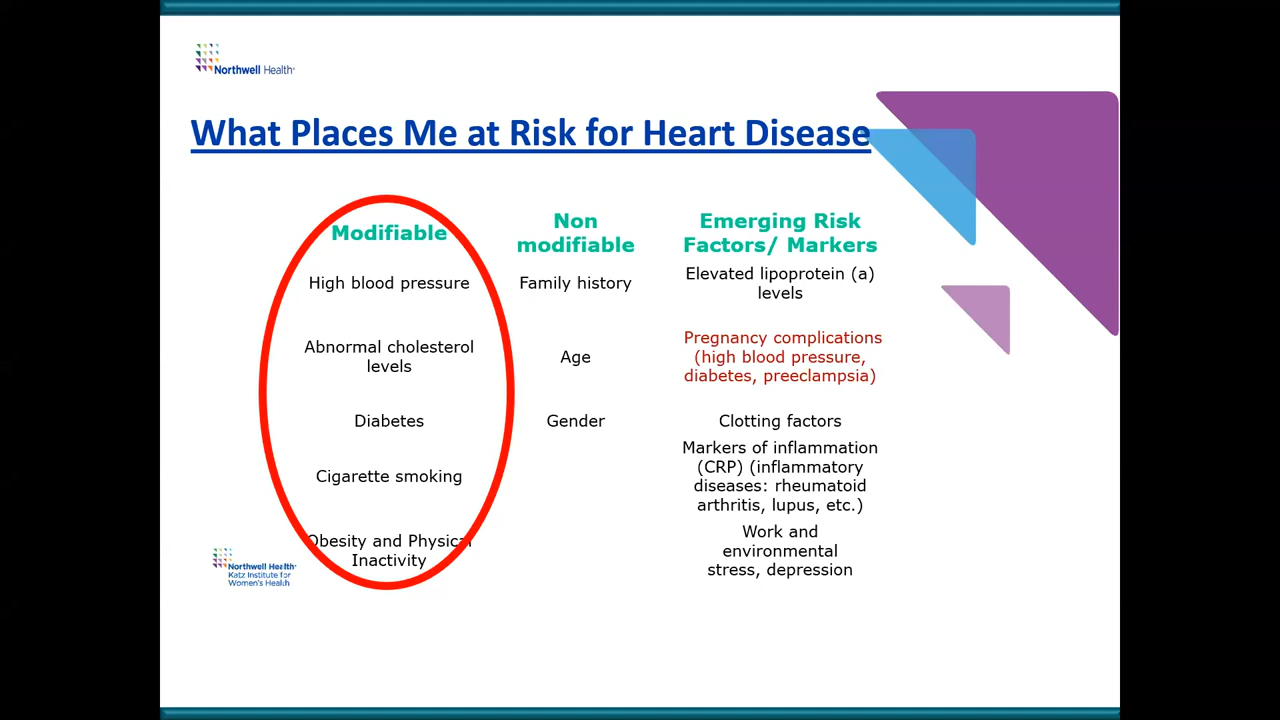 Northwell Health
What Places Me at Risk for Heart Disease
Modifiable
High blood pressure
Abnormal cholesterol
levels
Diabetes
Cigarette smoking
Obesity and Physical
Inactivity
Non
modifiable
Family history
Age
Gender
Emerging Risk
Factors/ Markers
Elevated lipoprotein (a)
levels
Pregnancy complications
(high blood pressure,
diabetes, preeclampsia)
Clotting factors
Markers of inflammation
(CRP) (inflammatory
diseases: rheumatoid
arthritis, lupus, etc.)
Work and
environmental
stress, depression
Northwell Health
Katz Institute for
Women's Health